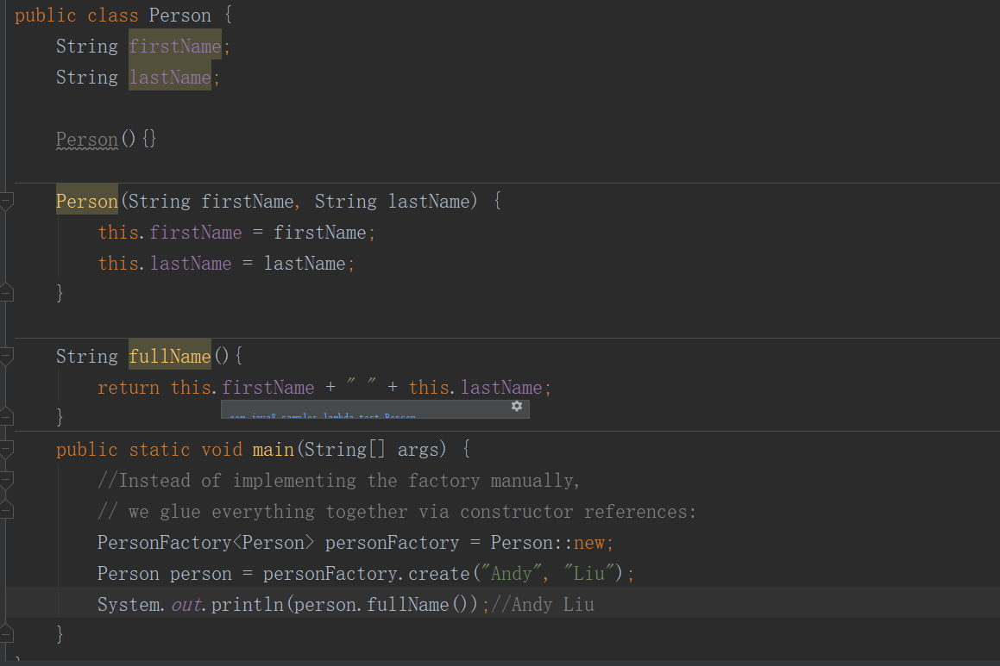 public class Person {
String firstName;
String lastName;
Person(){}
Person(String firstName, String lastName) {
this.firstName = firstName;
this.lastName = lastName;
}
String fullName(){
return this.firstName + " " + this.lastName;
}
com.java8.samples.lambda.test.Person
public static void main(String[] args) {
//Instead of implementing the factory manually,
// we glue everything together via constructor references:
PersonFactory<Person> personFactory = Person::new;
Person person = personFactory.create("Andy", "Liu");
System.out.println(person.fullName());//Andy Liu
}
}